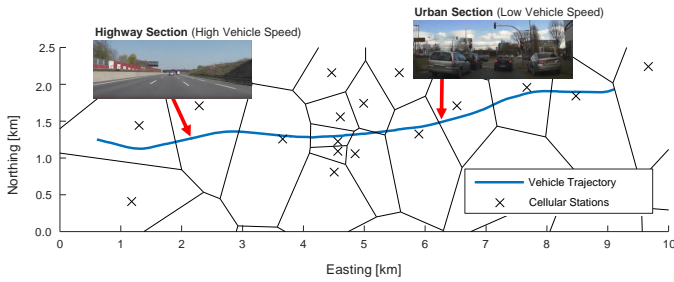 Urban Section (Low Vehicle Speed)
Highway Section (High Vehicle Speed)
2.5
2.0
1.5
1.0
0.5
0.0
Northing [km]
Vehicle Trajectory
Cellular Stations
0 1 2 3 4 5 6 7 8 9 10
Easting [km]